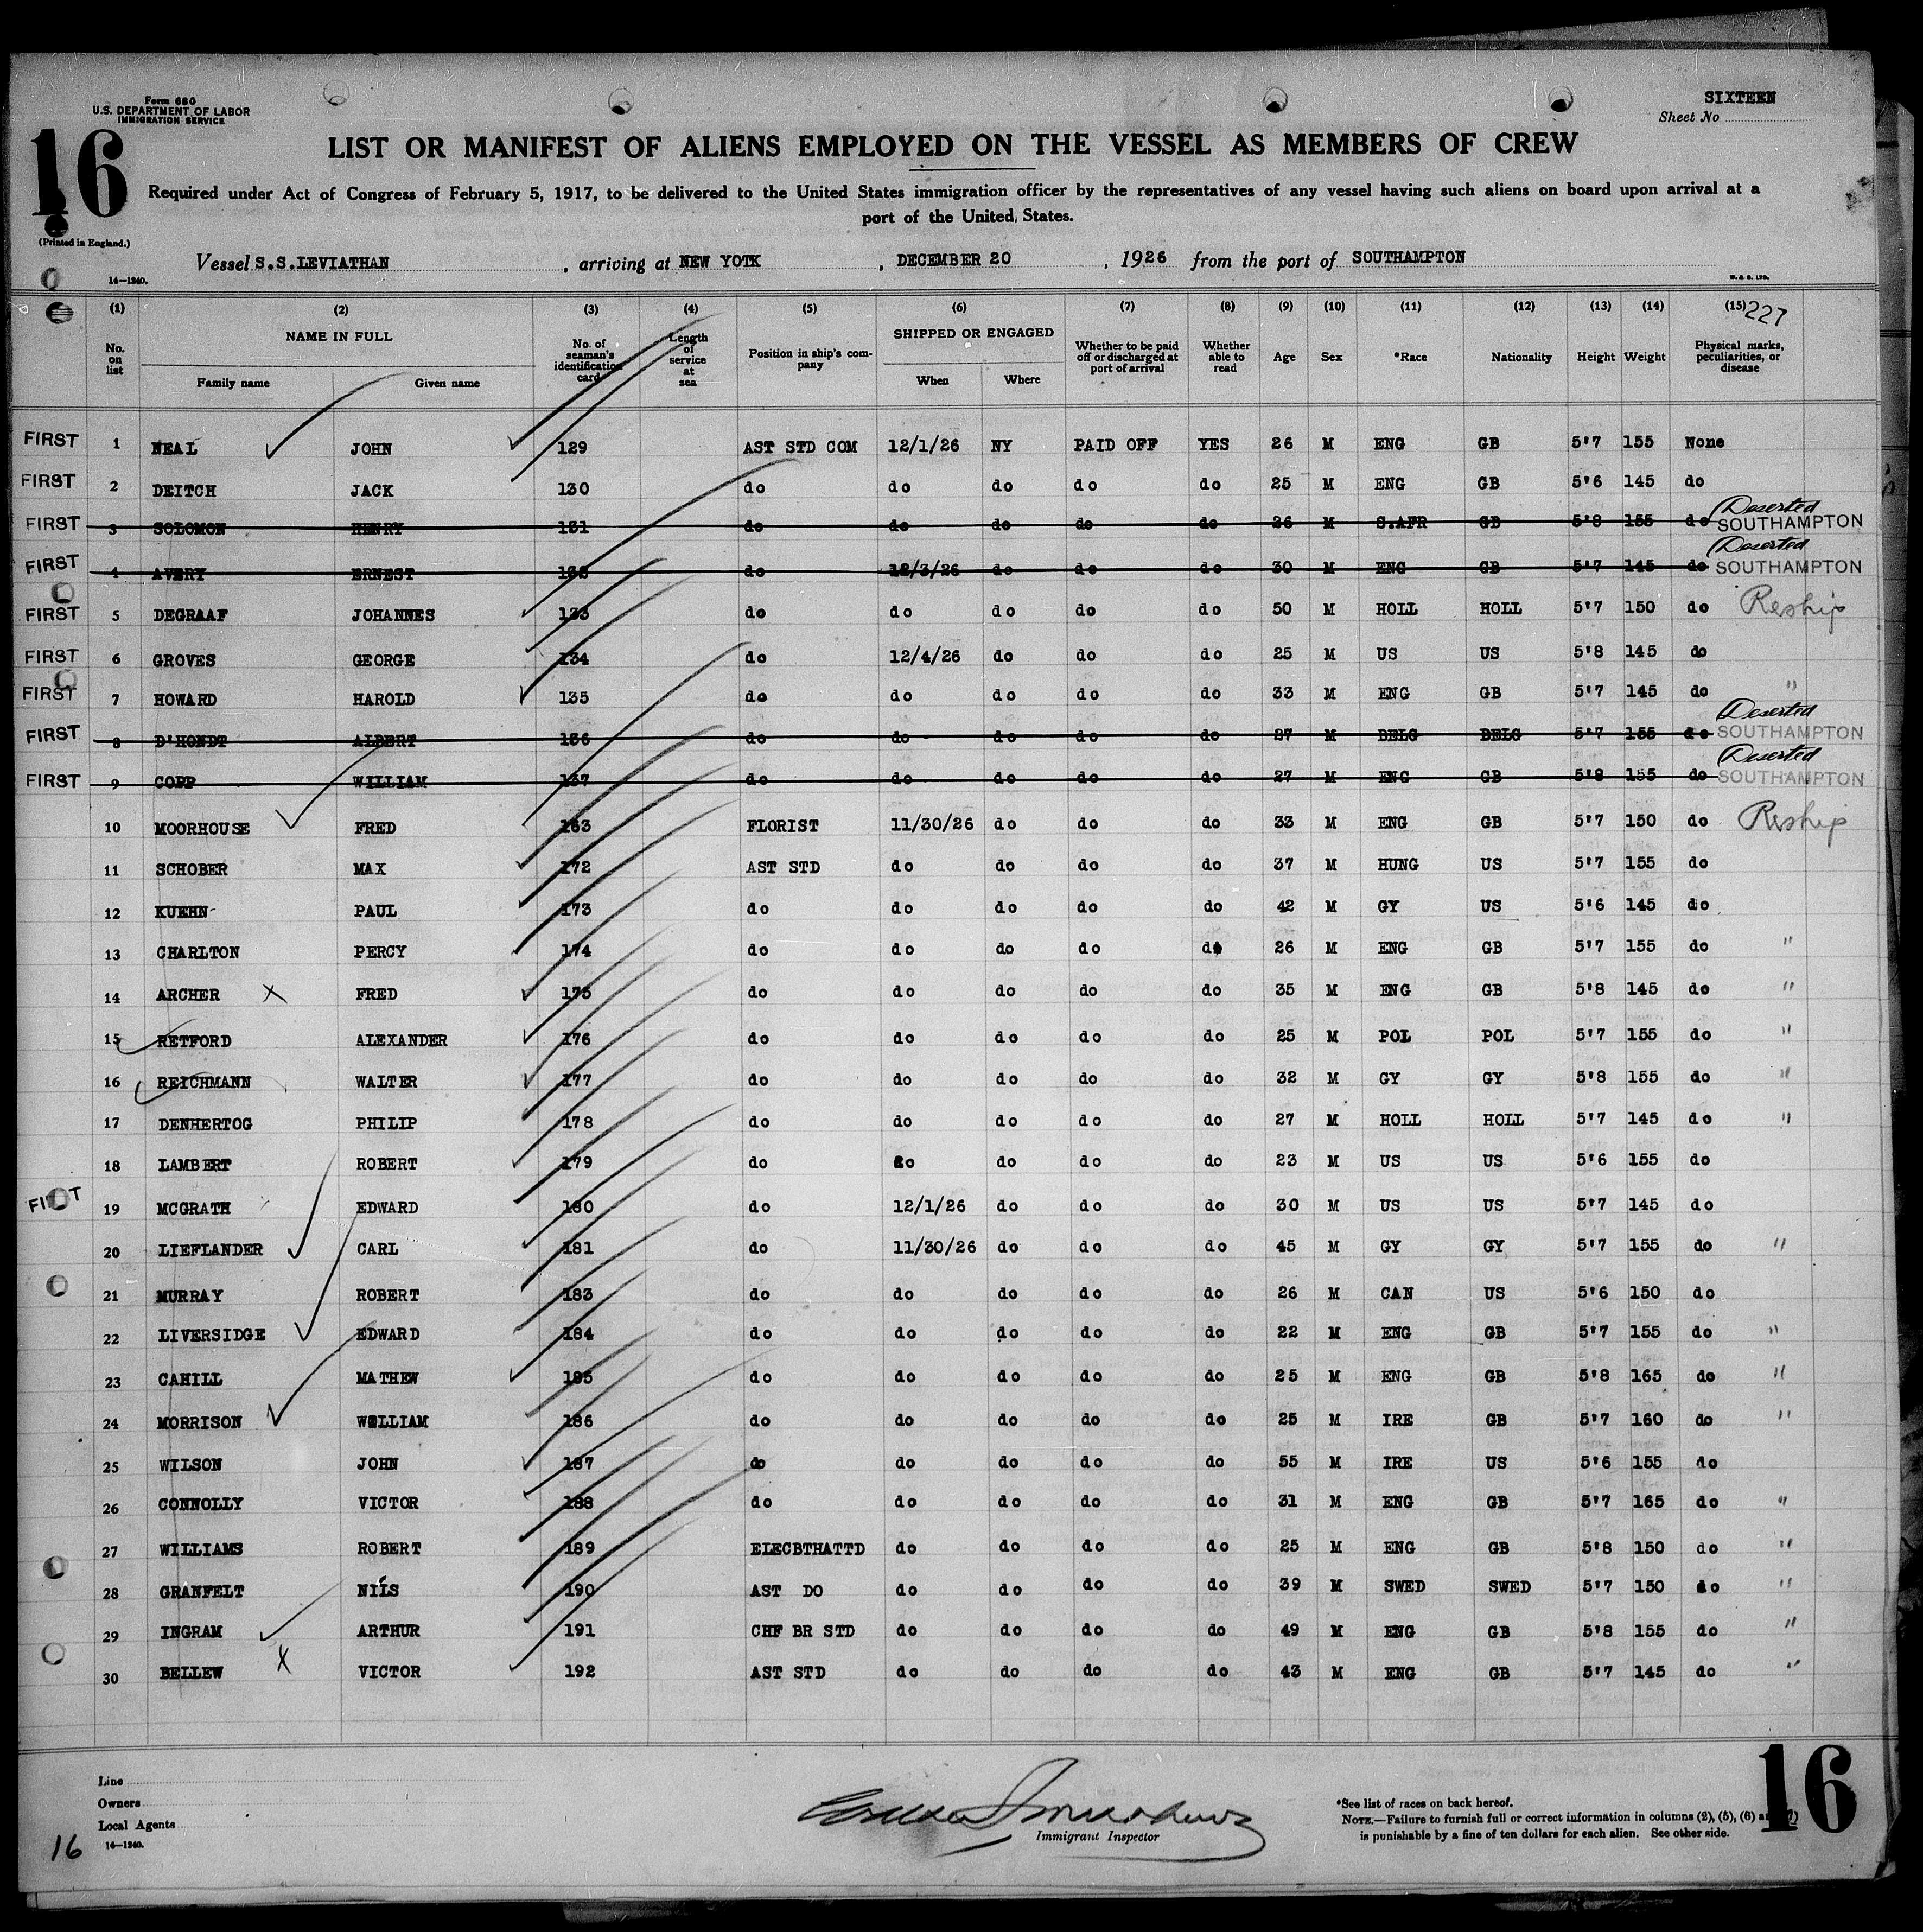 Form 680
U.S. DEPARTMENT OF LABOR
IMMIGRATION SERVICE
SIXTEEN
Sheet No
16
LIST OR MANIFEST OF ALIENS EMPLOYED ON THE VESSEL AS MEMBERS OF CREW
Required under Act of Congress of February 5, 1917, to be delivered to the United States immigration officer by the representatives of any vessel having such aliens on board upon arrival at a
port of the United States.
(Printed in England.)
Vessel S.S.LEVIATHAN , arriving at NEW YOTK , DECEMBER 20 , 1926 from the port of SOUTHAMPTON
14—1240. W. & S. LTD.
(1) (2) (3) (4) (5) (6) (7) (8) (9) (10) (11) (12) (13) (14) (15) 227
No. on list NAME IN FULL Family name Given name No. of seaman's identification card Length of service at sea Position in ship's company SHIPPED OR ENGAGED When Where Whether to be paid off or discharged at port of arrival Whether able to read Age Sex *Race Nationality Height Weight Physical marks, peculiarities, or disease
FIRST 1 NEAL JOHN 129 AST STD COM 12/1/26 NY PAID OFF YES 26 M ENG GB 5'7 155 None
FIRST 2 DEITCH JACK 130 do do do do do 25 M ENG GB 5'6 145 do
FIRST 3 SOLOMON HENRY 131 do do do do do 26 M S.AFR GB 5'8 155 do Deserted SOUTHAMPTON
FIRST 4 AVERY ERNEST 132 do 12/3/26 do do do 30 M ENG GB 5'7 145 do Deserted SOUTHAMPTON
FIRST 5 DEGRAAF JOHANNES 133 do do do do do 50 M HOLL HOLL 5'7 150 do Reship
FIRST 6 GROVES GEORGE 134 do 12/4/26 do do do 25 M US US 5'8 145 do
FIRST 7 HOWARD HAROLD 135 do do do do do 33 M ENG GB 5'7 145 do "
FIRST 8 D'HONDT ALBERT 136 do do do do do 27 M BELG BELG 5'7 155 do Deserted SOUTHAMPTON
FIRST 9 COPP WILLIAM 137 do do do do do 27 M ENG GB 5'8 155 do Deserted SOUTHAMPTON
10 MOORHOUSE FRED 163 FLORIST 11/30/26 do do do 33 M ENG GB 5'7 150 do Reship
11 SCHOBER MAX 172 AST STD do do do do 37 M HUNG US 5'7 155 do
12 KUEHN PAUL 173 do do do do do 42 M GY US 5'6 145 do
13 CHARLTON PERCY 174 do do do do do 26 M ENG GB 5'7 155 do "
14 ARCHER X FRED 175 do do do do do 35 M ENG GB 5'8 145 do "
15 RETFORD ALEXANDER 176 do do do do do 25 M POL POL 5'7 155 do "
16 REICHMANN WALTER 177 do do do do do 32 M GY GY 5'8 155 do "
17 DENHERTOG PHILIP 178 do do do do do 27 M HOLL HOLL 5'7 145 do "
18 LAMBERT ROBERT 179 do do do do do 23 M US US 5'6 155 do
FIRST 19 MCGRATH EDWARD 180 do 12/1/26 do do do 30 M US US 5'7 145 do
20 LIEFLANDER CARL 181 do 11/30/26 do do do 45 M GY GY 5'7 155 do "
21 MURRAY ROBERT 183 do do do do do 26 M CAN US 5'6 150 do
22 LIVERSIDGE EDWARD 184 do do do do do 22 M ENG GB 5'7 155 do "
23 CAHILL MATHEW 185 do do do do do 25 M ENG GB 5'8 165 do "
24 MORRISON WILLIAM 186 do do do do do 25 M IRE GB 5'7 160 do "
25 WILSON JOHN 187 do do do do do 55 M IRE US 5'6 155 do
26 CONNOLLY VICTOR 188 do do do do do 31 M ENG GB 5'7 165 do "
27 WILLIAMS ROBERT 189 ELECBTHATTD do do do do 25 M ENG GB 5'8 150 do "
28 GRANFELT NILS 190 AST DO do do do do 39 M SWED SWED 5'7 150 do "
29 INGRAM ARTHUR 191 CHF BR STD do do do do 49 M ENG GB 5'8 155 do "
30 BELLEW X VICTOR 192 AST STD do do do do 43 M ENG GB 5'7 145 do "
Line
Owners
Local Agents
14—1240.
16
Immigrant Inspector
*See list of races on back hereof.
NOTE.—Failure to furnish full or correct information in columns (2), (5), (6) and (7)
is punishable by a fine of ten dollars for each alien. See other side.
16